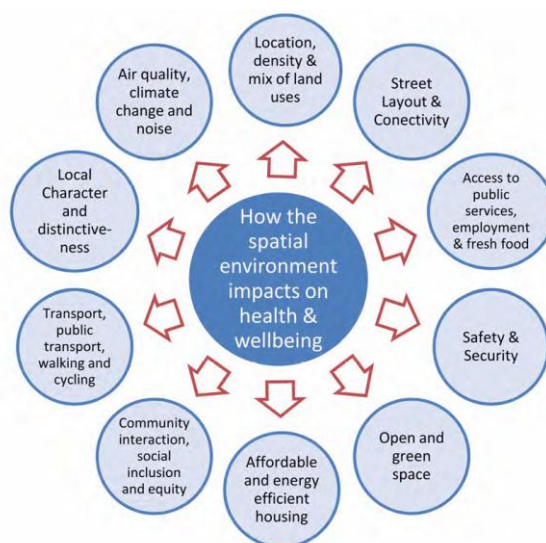 How the
spatial
environment
impacts on
health &
wellbeing
Location,
density &
mix of land
uses
Street
Layout &
Conectivity
Access to
public
services,
employment
& fresh food
Safety &
Security
Open and
green
space
Affordable
and energy
efficient
housing
Community
interaction,
social
inclusion
and equity
Transport,
public
transport,
walking and
cycling
Local
Character
and
distinctive-
ness
Air quality,
climate
change and
noise